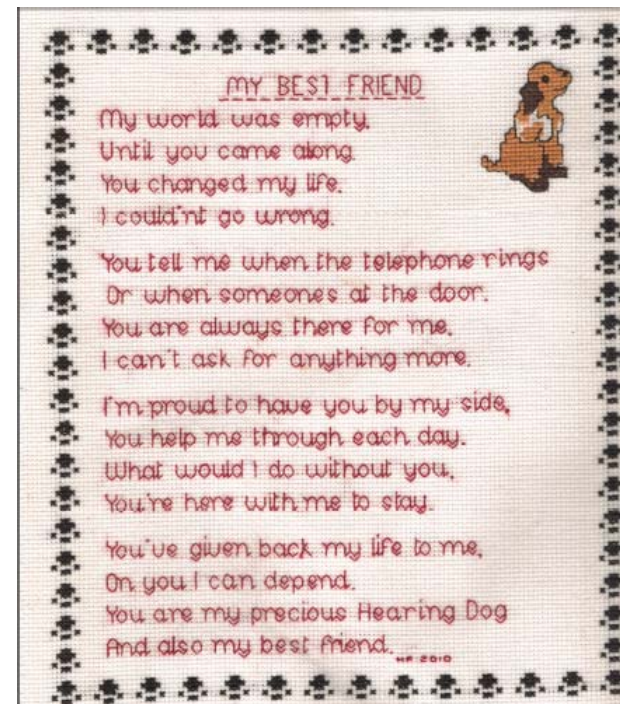 MY BEST FRIEND
My world was empty,
Until you came along
You changed my life,
I could'nt go wrong.
You tell me when the telephone rings
Or when someones at the door.
You are always there for me,
I can't ask for anything more.
I'm proud to have you by my side,
You help me through each day.
What would I do without you,
You're here with me to stay.
You've given back my life to me,
On you I can depend.
You are my precious Hearing Dog
And also my best friend.
2010